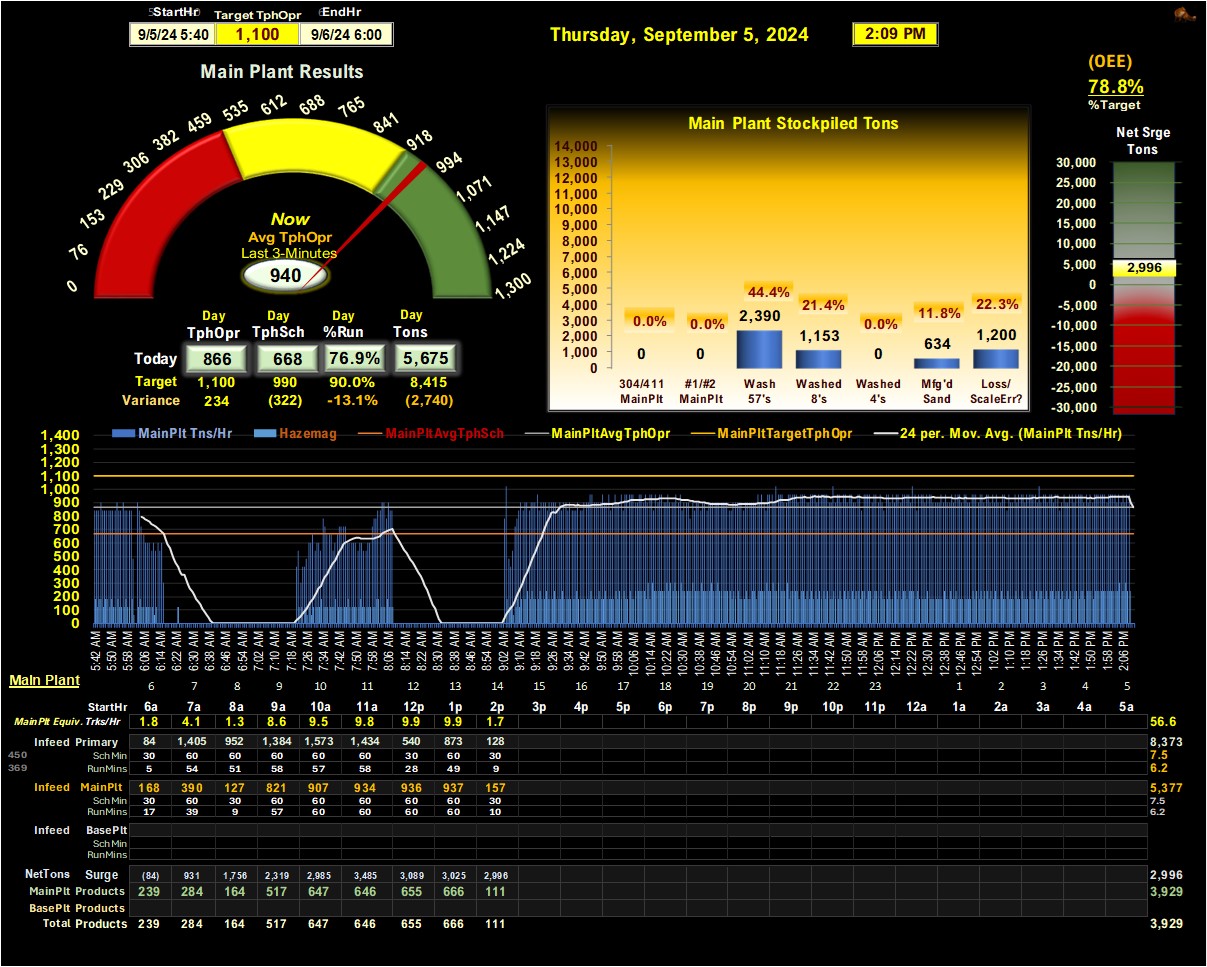 StartHr Target TphOpr EndHr
9/5/24 5:40 1,100 9/6/24 6:00
Thursday, September 5, 2024 2:09 PM
(OEE)
78.8%
%Target
Main Plant Results
0 76 153 229 306 382 459 535 612 688 765 841 918 994 1,071 1,147 1,224 1,300
Now
Avg TphOpr
Last 3-Minutes
940
Day Day Day Day
TphOpr TphSch %Run Tons
Today 866 668 76.9% 5,675
Target 1,100 990 90.0% 8,415
Variance 234 (322) -13.1% (2,740)
Main Plant Stockpiled Tons
14,000
13,000
12,000
11,000
10,000
9,000
8,000
7,000
6,000
5,000
4,000
3,000
2,000
1,000
0
0.0% 0.0% 44.4% 21.4% 0.0% 11.8% 22.3%
0 0 2,390 1,153 0 634 1,200
304/411 #1/#2 Wash Washed Washed Mfg'd Loss/
MainPlt MainPlt 57's 8's 4's Sand ScaleErr?
Net Srge
Tons
30,000
25,000
20,000
15,000
10,000
5,000
0
-5,000
-10,000
-15,000
-20,000
-25,000
-30,000
2,996
MainPlt Tns/Hr Hazemag MainPltAvgTphSch MainPltAvgTphOpr MainPltTargetTphOpr 24 per. Mov. Avg. (MainPlt Tns/Hr)
1,400
1,300
1,200
1,100
1,000
900
800
700
600
500
400
300
200
100
0
5:42 AM 5:50 AM 5:58 AM 6:06 AM 6:14 AM 6:22 AM 6:30 AM 6:38 AM 6:46 AM 6:54 AM 7:02 AM 7:10 AM 7:18 AM 7:26 AM 7:34 AM 7:42 AM 7:50 AM 7:58 AM 8:06 AM 8:14 AM 8:22 AM 8:30 AM 8:38 AM 8:46 AM 8:54 AM 9:02 AM 9:10 AM 9:18 AM 9:26 AM 9:34 AM 9:42 AM 9:50 AM 9:58 AM 10:06 AM 10:14 AM 10:22 AM 10:30 AM 10:38 AM 10:46 AM 10:54 AM 11:02 AM 11:10 AM 11:18 AM 11:26 AM 11:34 AM 11:42 AM 11:50 AM 11:58 AM 12:06 PM 12:14 PM 12:22 PM 12:30 PM 12:38 PM 12:46 PM 12:54 PM 1:02 PM 1:10 PM 1:18 PM 1:26 PM 1:34 PM 1:42 PM 1:50 PM 1:58 PM 2:06 PM
Main Plant 6 7 8 9 10 11 12 13 14 15 16 17 18 19 20 21 22 23 1 2 3 4 5
StartHr 6a 7a 8a 9a 10a 11a 12p 1p 2p 3p 4p 5p 6p 7p 8p 9p 10p 11p 12a 1a 2a 3a 4a 5a
MainPlt Equiv. Trks/Hr 1.8 4.1 1.3 8.6 9.5 9.8 9.9 9.9 1.7 56.6
Infeed Primary 84 1,405 952 1,384 1,573 1,434 540 873 128 8,373
450 Sch Min 30 60 60 60 60 60 30 60 30 7.5
369 RunMins 5 54 51 58 57 58 28 49 9 6.2
Infeed MainPlt 168 390 127 821 907 934 936 937 157 5,377
Sch Min 30 60 30 60 60 60 60 60 30 7.5
RunMins 17 39 9 57 60 60 60 60 10 6.2
Infeed BasePlt
Sch Min
RunMins
NetTons Surge (84) 931 1,756 2,319 2,985 3,485 3,089 3,025 2,996 2,996
MainPlt Products 239 284 164 517 647 646 655 666 111 3,929
BasePlt Products
Total Products 239 284 164 517 647 646 655 666 111 3,929